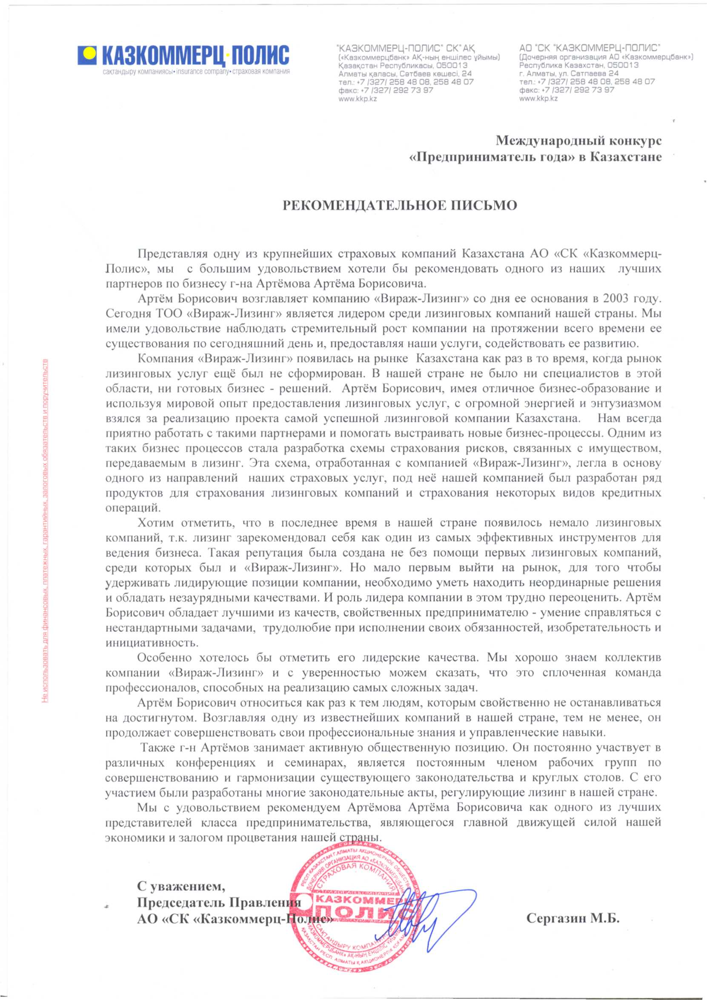 КАЗКОММЕРЦ·ПОЛИС
сақтандыру компаниясы• insurance company• страховая компания
"КАЗКОММЕРЦ-ПОЛИС" СК" АҚ
(«Казкоммерцбанк» АҚ-ның еншілес ұйымы)
Қазақстан Республикасы, 050013
Алматы қаласы, Сәтбаев көшесі, 24
тел.: +7 /327/ 258 48 08, 258 48 07
факс: +7 /327/ 292 73 97
www.kkp.kz
АО "СК "КАЗКОММЕРЦ-ПОЛИС"
(Дочерняя организация АО «Казкоммерцбанк»)
Республика Казахстан, 050013
г. Алматы, ул. Сатпаева 24
тел.: +7 /327/ 258 48 08, 258 48 07
факс: +7 /327/ 292 73 97
www.kkp.kz
Международный конкурс
«Предприниматель года» в Казахстане
РЕКОМЕНДАТЕЛЬНОЕ ПИСЬМО
Представляя одну из крупнейших страховых компаний Казахстана АО «СК «Казкоммерц-
Полис», мы с большим удовольствием хотели бы рекомендовать одного из наших лучших
партнеров по бизнесу г-на Артёмова Артёма Борисовича.
Артём Борисович возглавляет компанию «Вираж-Лизинг» со дня ее основания в 2003 году.
Сегодня ТОО «Вираж-Лизинг» является лидером среди лизинговых компаний нашей страны. Мы
имели удовольствие наблюдать стремительный рост компании на протяжении всего времени ее
существования по сегодняшний день и, предоставляя наши услуги, содействовать ее развитию.
Компания «Вираж-Лизинг» появилась на рынке Казахстана как раз в то время, когда рынок
лизинговых услуг ещё был не сформирован. В нашей стране не было ни специалистов в этой
области, ни готовых бизнес - решений. Артём Борисович, имея отличное бизнес-образование и
используя мировой опыт предоставления лизинговых услуг, с огромной энергией и энтузиазмом
взялся за реализацию проекта самой успешной лизинговой компании Казахстана. Нам всегда
приятно работать с такими партнерами и помогать выстраивать новые бизнес-процессы. Одним из
таких бизнес процессов стала разработка схемы страхования рисков, связанных с имуществом,
передаваемым в лизинг. Эта схема, отработанная с компанией «Вираж-Лизинг», легла в основу
одного из направлений наших страховых услуг, под неё нашей компанией был разработан ряд
продуктов для страхования лизинговых компаний и страхования некоторых видов кредитных
операций.
Хотим отметить, что в последнее время в нашей стране появилось немало лизинговых
компаний, т.к. лизинг зарекомендовал себя как один из самых эффективных инструментов для
ведения бизнеса. Такая репутация была создана не без помощи первых лизинговых компаний,
среди которых был и «Вираж-Лизинг». Но мало первым выйти на рынок, для того чтобы
удерживать лидирующие позиции компании, необходимо уметь находить неординарные решения
и обладать незаурядными качествами. И роль лидера компании в этом трудно переоценить. Артём
Борисович обладает лучшими из качеств, свойственных предпринимателю - умение справляться с
нестандартными задачами, трудолюбие при исполнении своих обязанностей, изобретательность и
инициативность.
Особенно хотелось бы отметить его лидерские качества. Мы хорошо знаем коллектив
компании «Вираж-Лизинг» и с уверенностью можем сказать, что это сплоченная команда
профессионалов, способных на реализацию самых сложных задач.
Артём Борисович относиться как раз к тем людям, которым свойственно не останавливаться
на достигнутом. Возглавляя одну из известнейших компаний в нашей стране, тем не менее, он
продолжает совершенствовать свои профессиональные знания и управленческие навыки.
Также г-н Артёмов занимает активную общественную позицию. Он постоянно участвует в
различных конференциях и семинарах, является постоянным членом рабочих групп по
совершенствованию и гармонизации существующего законодательства и круглых столов. С его
участием были разработаны многие законодательные акты, регулирующие лизинг в нашей стране.
Мы с удовольствием рекомендуем Артёмова Артёма Борисовича как одного из лучших
представителей класса предпринимательства, являющегося главной движущей силой нашей
экономики и залогом процветания нашей страны.
С уважением,
Председатель Правления
АО «СК «Казкоммерц-Полис»
Сергазин М.Б.
РЕСП КАЗАХСТАН Г.АЛМАТЫ АКЦИОНЕРНОЕ ОБЩЕСТВО
ДОЧЕРНЯЯ ОРГАНИЗАЦИЯ АО «КАЗКОММЕРЦБАНК»
СТРАХОВАЯ КОМПАНИЯ
КАЗКОММЕРЦ
ПОЛИС
САҚТАНДЫРУ КОМПАНИЯСЫ
«КАЗКОММЕРЦБАНК» АҚ-НЫҢ ЕНШІЛІС ҰЙЫМЫ
ҚАЗАҚСТАН РЕСП. АЛМАТЫ Қ АКЦИОНЕРЛІК ҚОҒАМ
Не использовать для финансовых, платежных, гарантийных, залоговых обязательств и поручительств